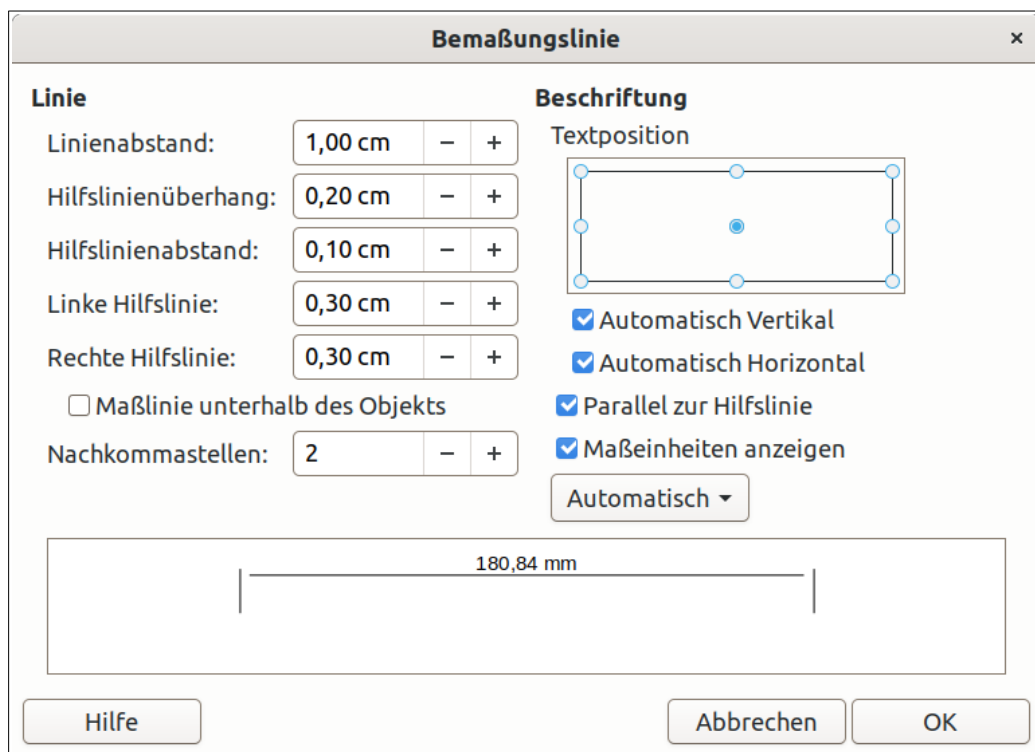 Bemaßungslinie
×
Linie
Linienabstand: 1,00 cm − +
Hilfslinienüberhang: 0,20 cm − +
Hilfslinienabstand: 0,10 cm − +
Linke Hilfslinie: 0,30 cm − +
Rechte Hilfslinie: 0,30 cm − +
Maßlinie unterhalb des Objekts
Nachkommastellen: 2 − +
Beschriftung
Textposition
Automatisch Vertikal
Automatisch Horizontal
Parallel zur Hilfslinie
Maßeinheiten anzeigen
Automatisch
180,84 mm
Hilfe
Abbrechen
OK